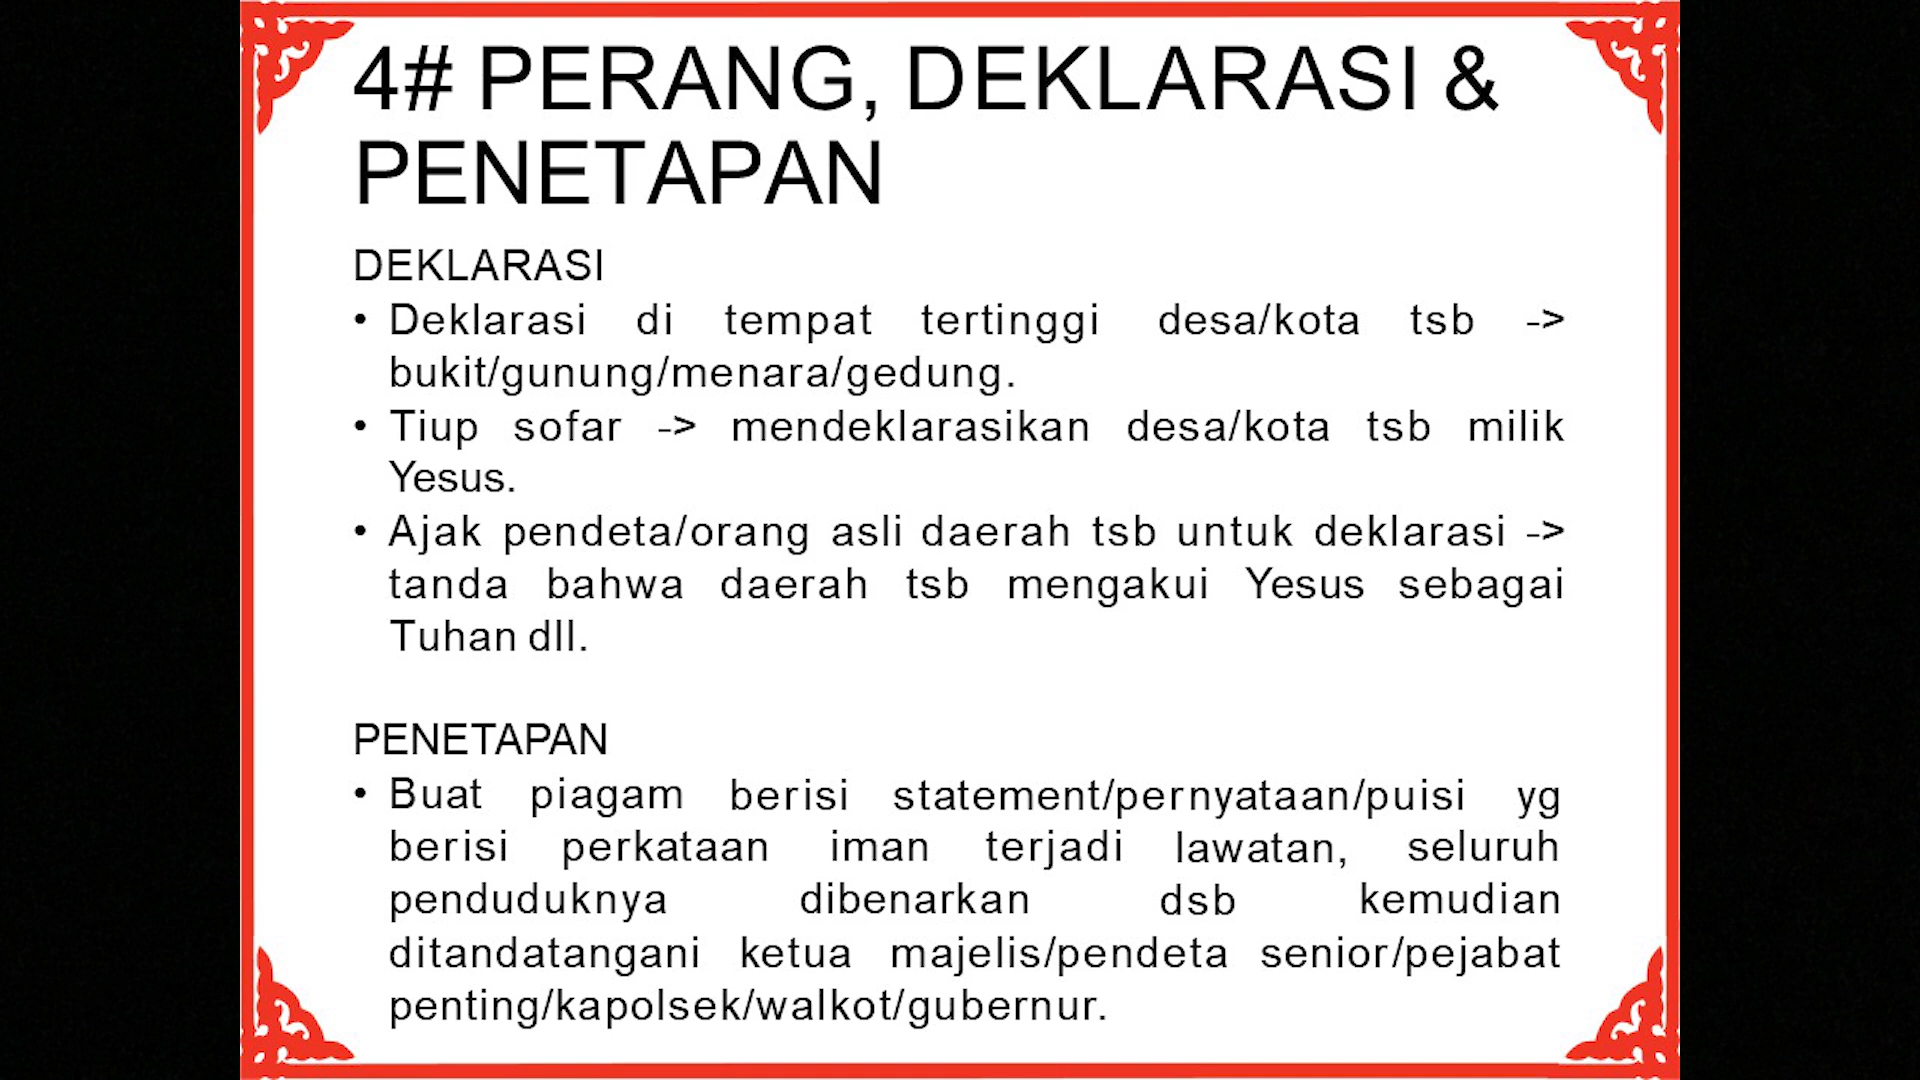 4# PERANG, DEKLARASI &
PENETAPAN
DEKLARASI
• Deklarasi di tempat tertinggi desa/kota tsb ->
bukit/gunung/menara/gedung.
• Tiup sofar -> mendeklarasikan desa/kota tsb milik
Yesus.
• Ajak pendeta/orang asli daerah tsb untuk deklarasi ->
tanda bahwa daerah tsb mengakui Yesus sebagai
Tuhan dll.
PENETAPAN
• Buat piagam berisi statement/pernyataan/puisi yg
berisi perkataan iman terjadi lawatan, seluruh
penduduknya dibenarkan dsb kemudian
ditandatangani ketua majelis/pendeta senior/pejabat
penting/kapolsek/walkot/gubernur.